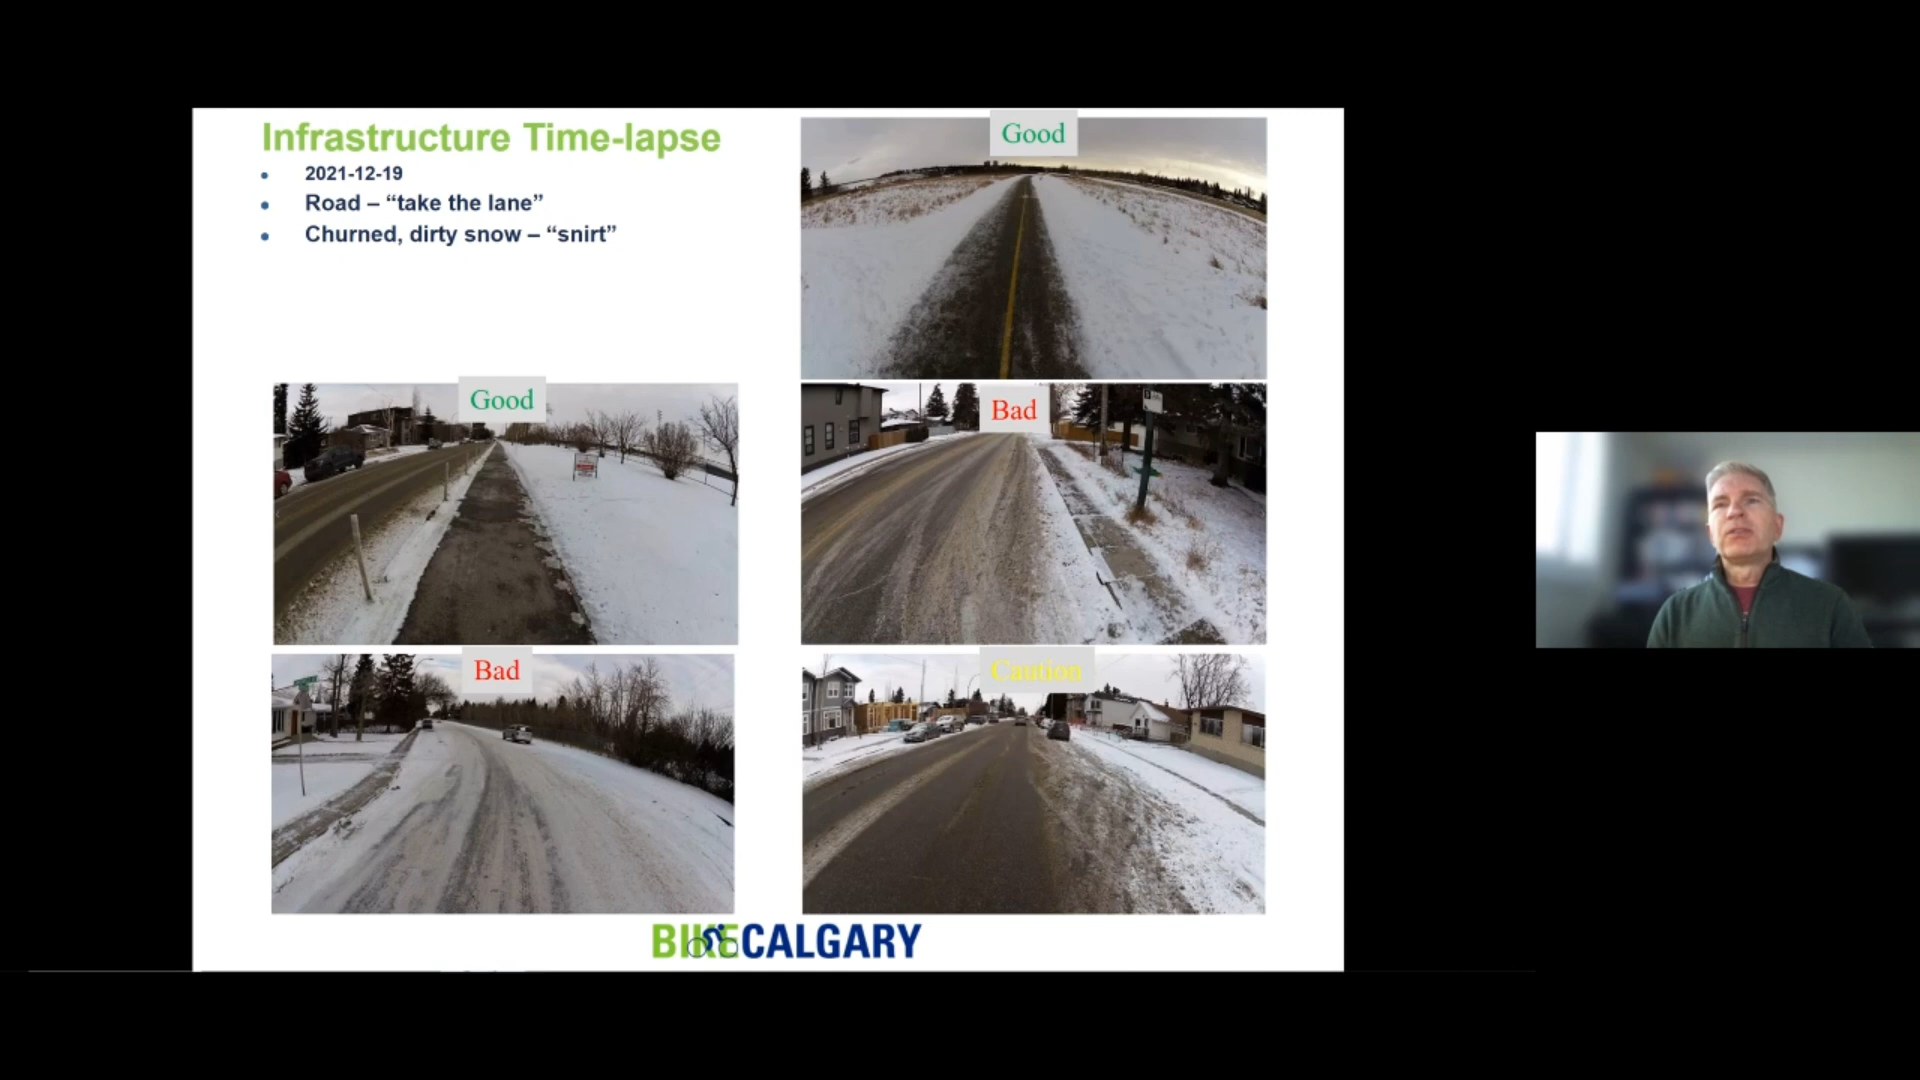 Infrastructure Time-lapse
2021-12-19
Road – “take the lane”
Churned, dirty snow – “snirt”
Good
Good
Bad
Bad
Caution
BIKECALGARY